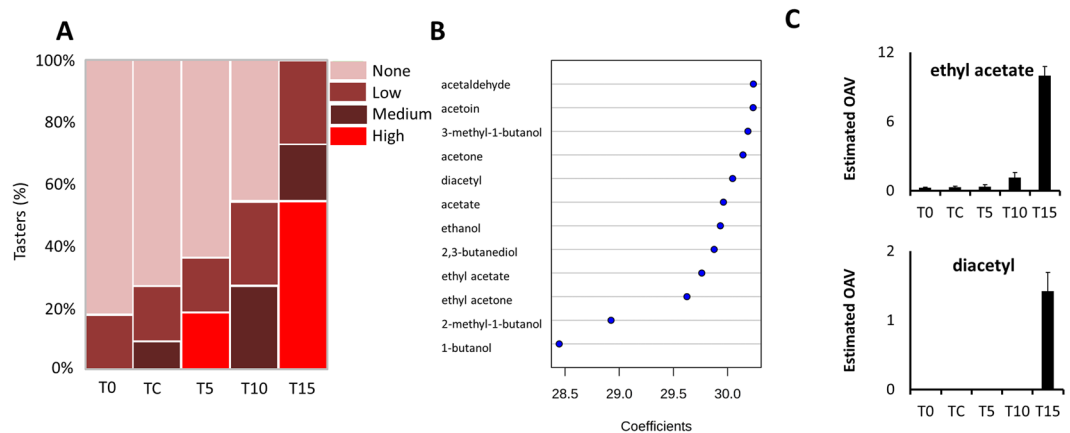 A
100%
80%
60%
40%
20%
0%
Tasters (%)
T0 TC T5 T10 T15
None
Low
Medium
High
B
acetaldehyde
acetoin
3-methyl-1-butanol
acetone
diacetyl
acetate
ethanol
2,3-butanediol
ethyl acetate
ethyl acetone
2-methyl-1-butanol
1-butanol
28.5 29.0 29.5 30.0
Coefficients
C
ethyl acetate
Estimated OAV
12
6
0
T0 TC T5 T10 T15
diacetyl
Estimated OAV
2
1
0
T0 TC T5 T10 T15